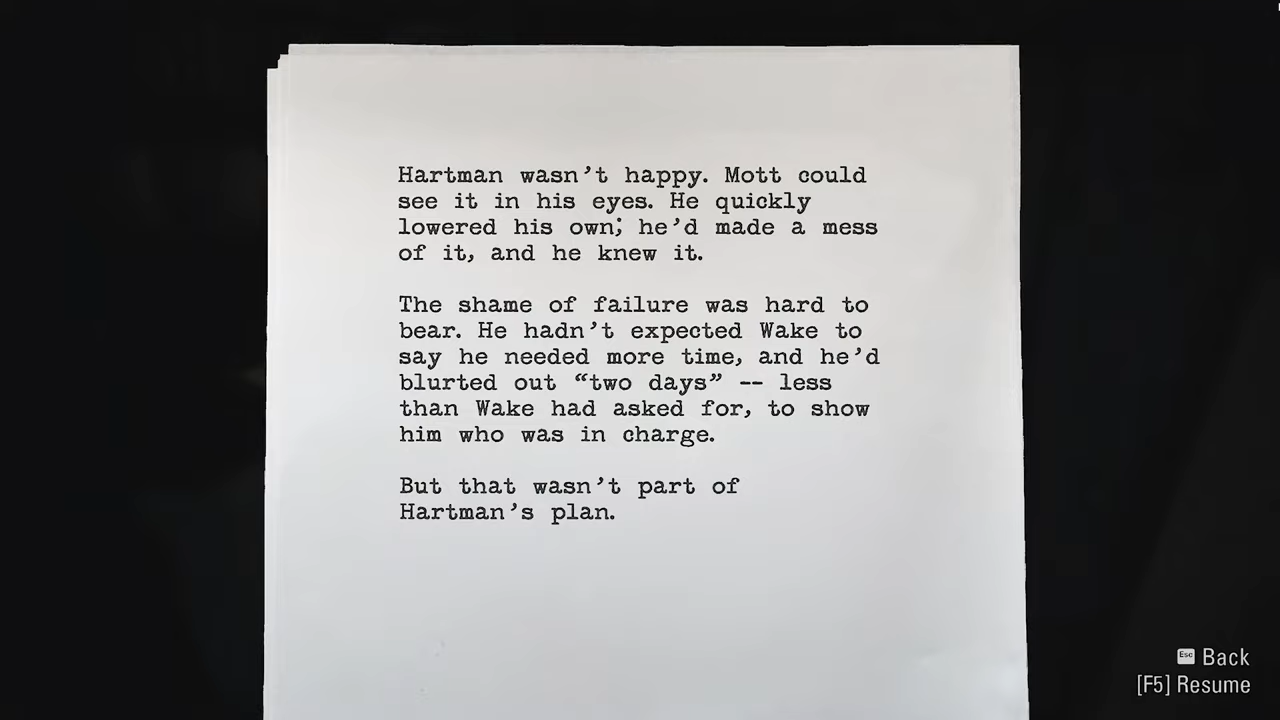 Hartman wasn’t happy. Mott could
see it in his eyes. He quickly
lowered his own; he’d made a mess
of it, and he knew it.
The shame of failure was hard to
bear. He hadn’t expected Wake to
say he needed more time, and he’d
blurted out “two days” -- less
than Wake had asked for, to show
him who was in charge.
But that wasn’t part of
Hartman’s plan.
Esc Back
[F5] Resume